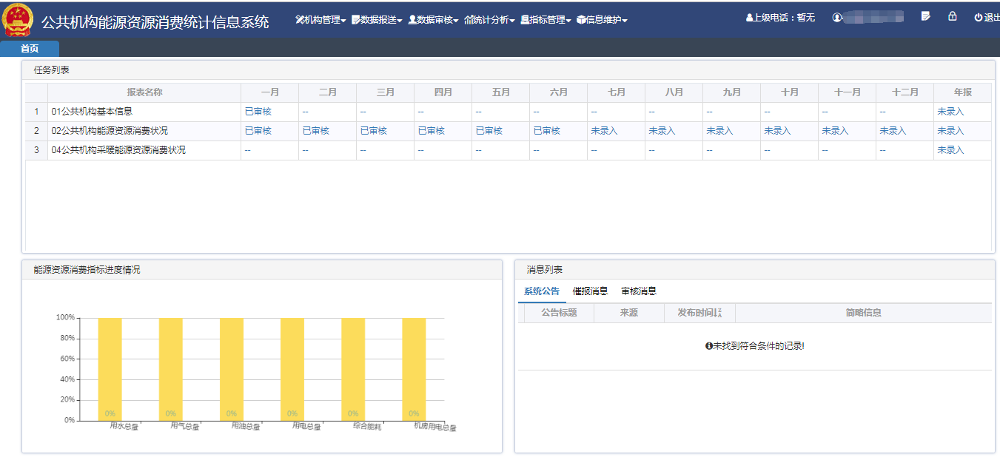 公共机构能源资源消费统计信息系统 机构管理 数据报送 数据审核 统计分析 指标管理 信息维护 上级电话：暂无 退出
首页
任务列表
报表名称 一月 二月 三月 四月 五月 六月 七月 八月 九月 十月 十一月 十二月 年报
1 01公共机构基本信息 已审核 -- -- -- -- -- -- -- -- -- -- -- 未录入
2 02公共机构能源资源消费状况 已审核 已审核 已审核 已审核 已审核 已审核 未录入 未录入 未录入 未录入 未录入 未录入 未录入
3 04公共机构采暖能源资源消费状况 -- -- -- -- -- -- -- -- -- -- -- -- 未录入
能源资源消费指标进度情况
100%
80%
60%
40%
20%
0%
0% 0% 0% 0% 0% 0%
用水总量 用气总量 用油总量 用电总量 综合能耗 机房用电总量
消息列表
系统公告 催报消息 审核消息
公告标题 来源 发布时间 简略信息
未找到符合条件的记录!